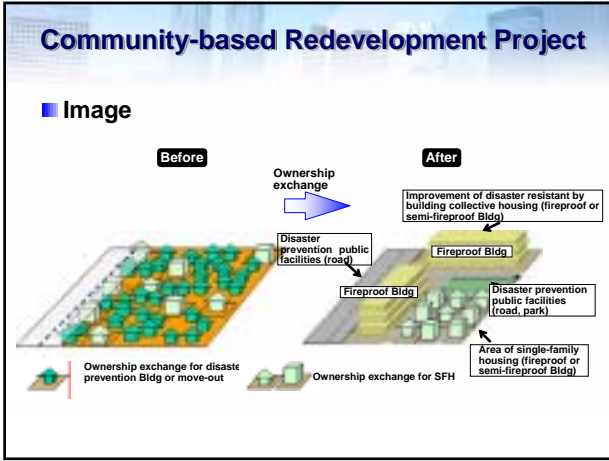 Community-based Redevelopment Project
Image
Before
After
Ownership
exchange
Improvement of disaster resistant by
building collective housing (fireproof or
semi-fireproof Bldg)
Disaster
prevention public
facilities (road)
Fireproof Bldg
Fireproof Bldg
Disaster prevention
public facilities
(road, park)
Area of single-family
housing (fireproof or
semi-fireproof Bldg)
Ownership exchange for disaste
prevention Bldg or move-out
Ownership exchange for SFH